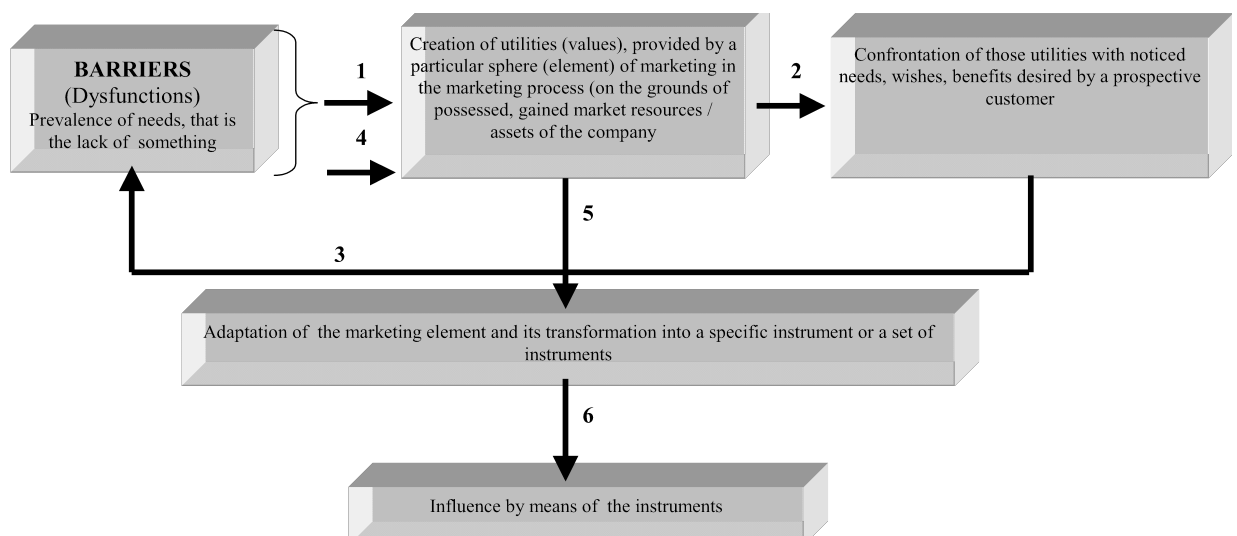 BARRIERS
(Dysfunctions)
Prevalence of needs, that is
the lack of something
1
4
Creation of utilities (values), provided by a
particular sphere (element) of marketing in
the marketing process (on the grounds of
possessed, gained market resources /
assets of the company
2
Confrontation of those utilities with noticed
needs, wishes, benefits desired by a prospective
customer
5
3
Adaptation of the marketing element and its transformation into a specific instrument or a set of
instruments
6
Influence by means of the instruments